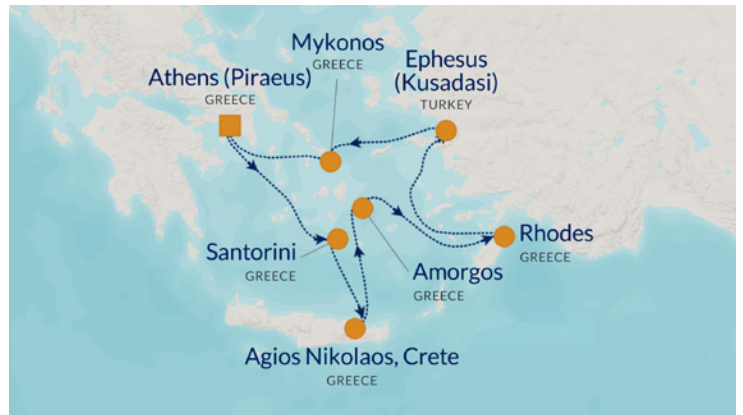 Mykonos
GREECE
Ephesus
(Kusadasi)
TURKEY
Athens (Piraeus)
GREECE
Santorini
GREECE
Amorgos
GREECE
Rhodes
GREECE
Agios Nikolaos, Crete
GREECE